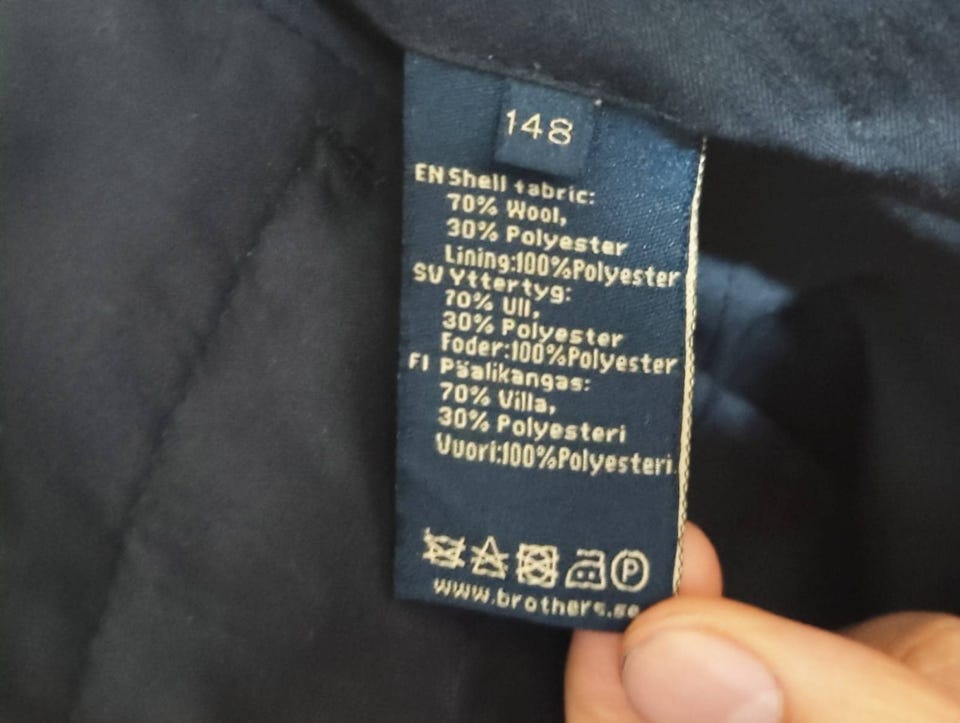 148
EN Shell fabric:
70% Wool,
30% Polyester
Lining:100%Polyester
SV Yttertyg:
70% Ull,
30% Polyester
Foder:100%Polyester
FI Päälikangas:
70% Villa,
30% Polyesteri
Vuori:100%Polyesteri
P
www.brothers.se